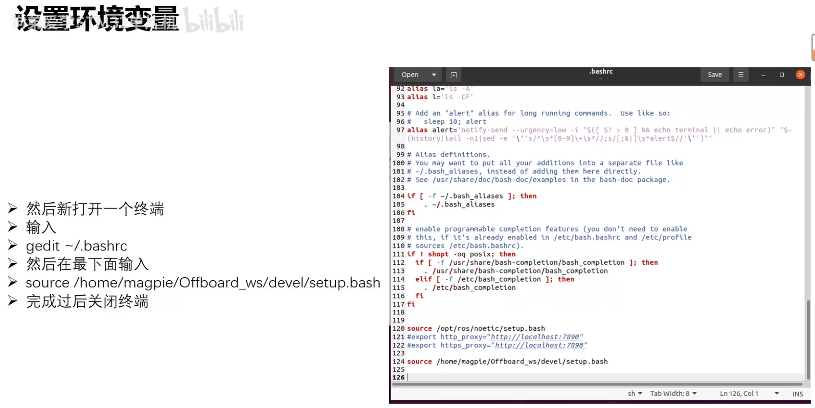 设置环境变量
bilibili
然后新打开一个终端
输入
gedit ~/.bashrc
然后在最下面输入
source /home/magpie/Offboard_ws/devel/setup.bash
完成过后关闭终端
Open
.bashrc
Save
92 alias la='ls -A'
93 alias l='ls -CF'
94
95 # Add an "alert" alias for long running commands.  Use like so:
96 #   sleep 10; alert
97 alias alert='notify-send --urgency=low -i "$([ $? = 0 ] && echo terminal || echo error)" "$
(history|tail -n1|sed -e '\''s/^\s*[0-9]\+\s*//;s/[;&|]\s*alert$//'\'')"'
98
99 # Alias definitions.
100 # You may want to put all your additions into a separate file like
101 # ~/.bash_aliases, instead of adding them here directly.
102 # See /usr/share/doc/bash-doc/examples in the bash-doc package.
103
104 if [ -f ~/.bash_aliases ]; then
105     . ~/.bash_aliases
106 fi
107
108 # enable programmable completion features (you don't need to enable
109 # this, if it's already enabled in /etc/bash.bashrc and /etc/profile
110 # sources /etc/bash.bashrc).
111 if ! shopt -oq posix; then
112   if [ -f /usr/share/bash-completion/bash_completion ]; then
113     . /usr/share/bash-completion/bash_completion
114   elif [ -f /etc/bash_completion ]; then
115     . /etc/bash_completion
116   fi
117 fi
118
119
120 source /opt/ros/noetic/setup.bash
121 #export http_proxy="http://localhost:7890"
122 #export https_proxy="http://localhost:7890"
123
124 source /home/magpie/Offboard_ws/devel/setup.bash
125
126
sh
Tab Width: 8
Ln 126, Col 1
INS